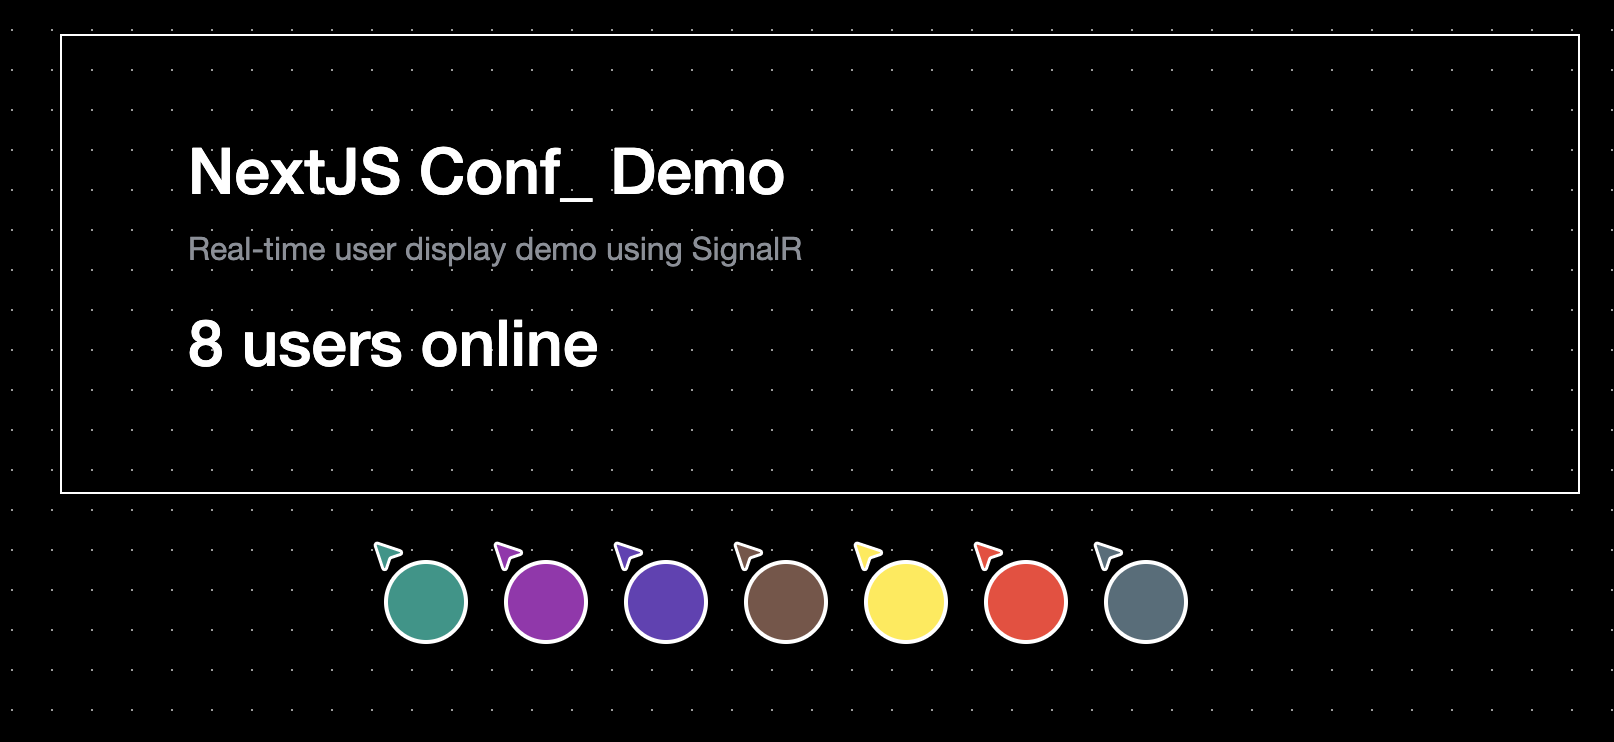 NextJS Conf_ Demo
Real-time user display demo using SignalR
8 users online